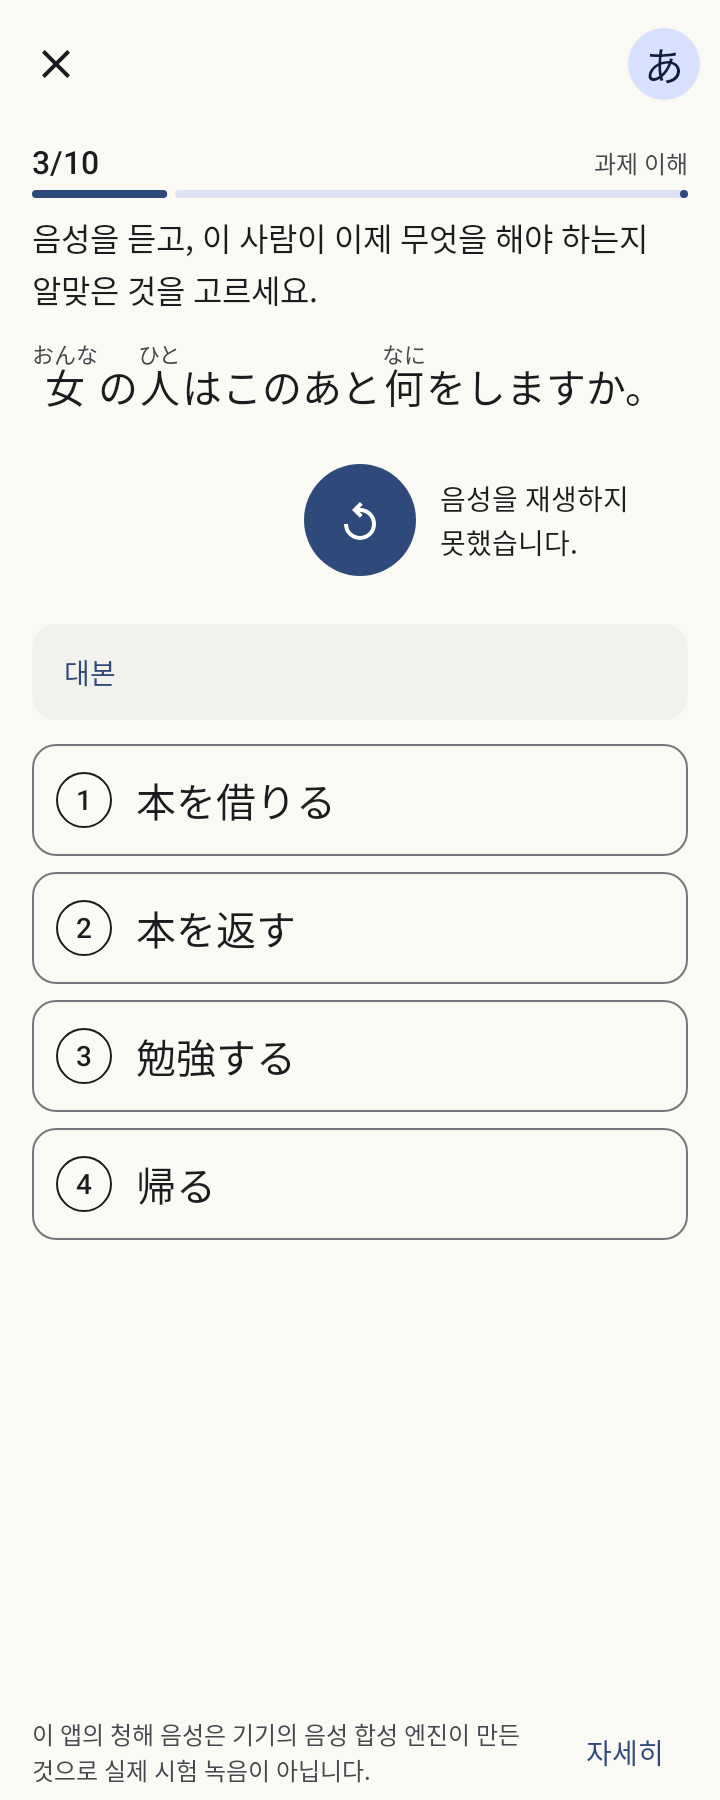 あ
3/10
과제 이해
음성을 듣고, 이 사람이 이제 무엇을 해야 하는지
알맞은 것을 고르세요.
おんな ひと なに
女の人はこのあと何をしますか。
음성을 재생하지
못했습니다.
대본
1 本を借りる
2 本を返す
3 勉強する
4 帰る
이 앱의 청해 음성은 기기의 음성 합성 엔진이 만든
것으로 실제 시험 녹음이 아닙니다.
자세히